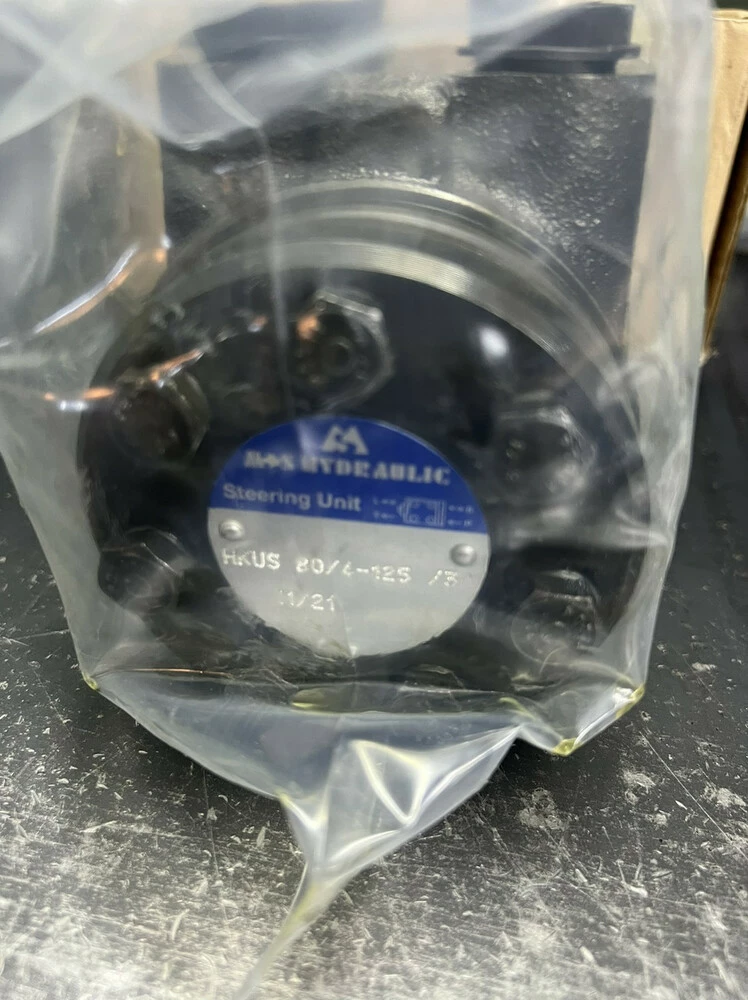 M+S HYDRAULIC
Steering Unit
HKUS 80/4-125 /3
11/21